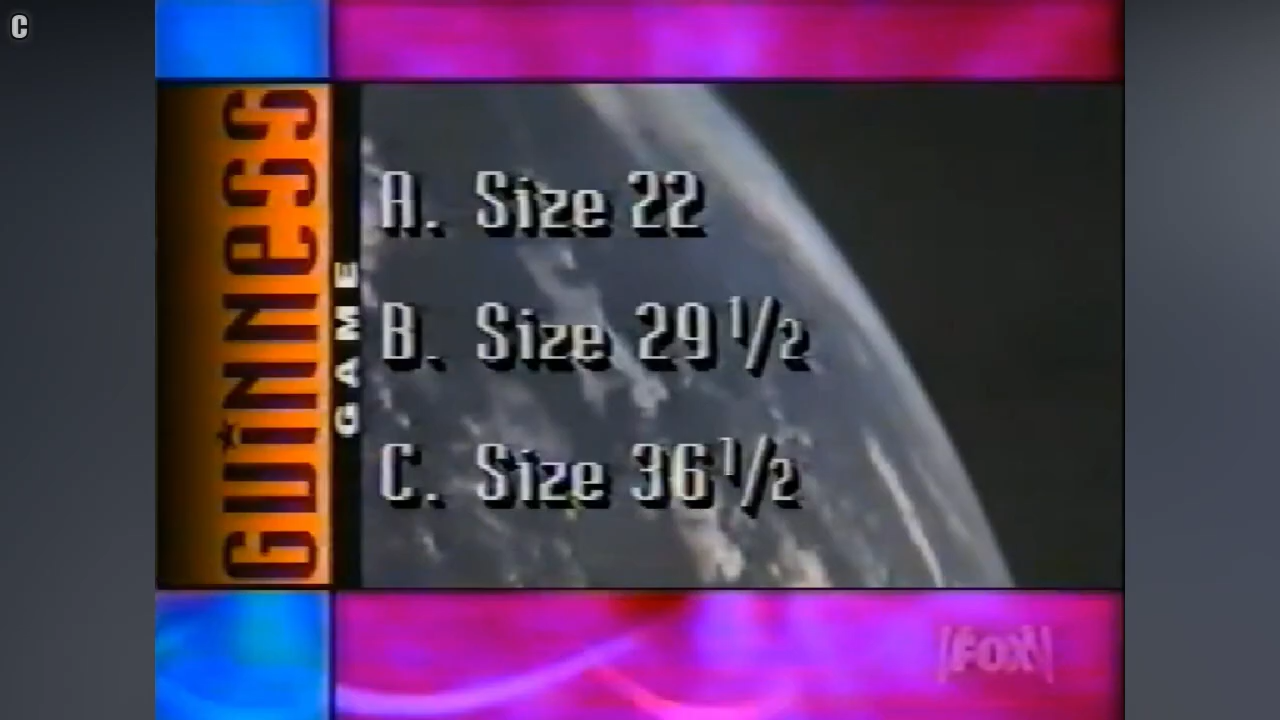 C
GUINNESS
GAME
A. Size 22
B. Size 29 1/2
C. Size 36 1/2
FOX